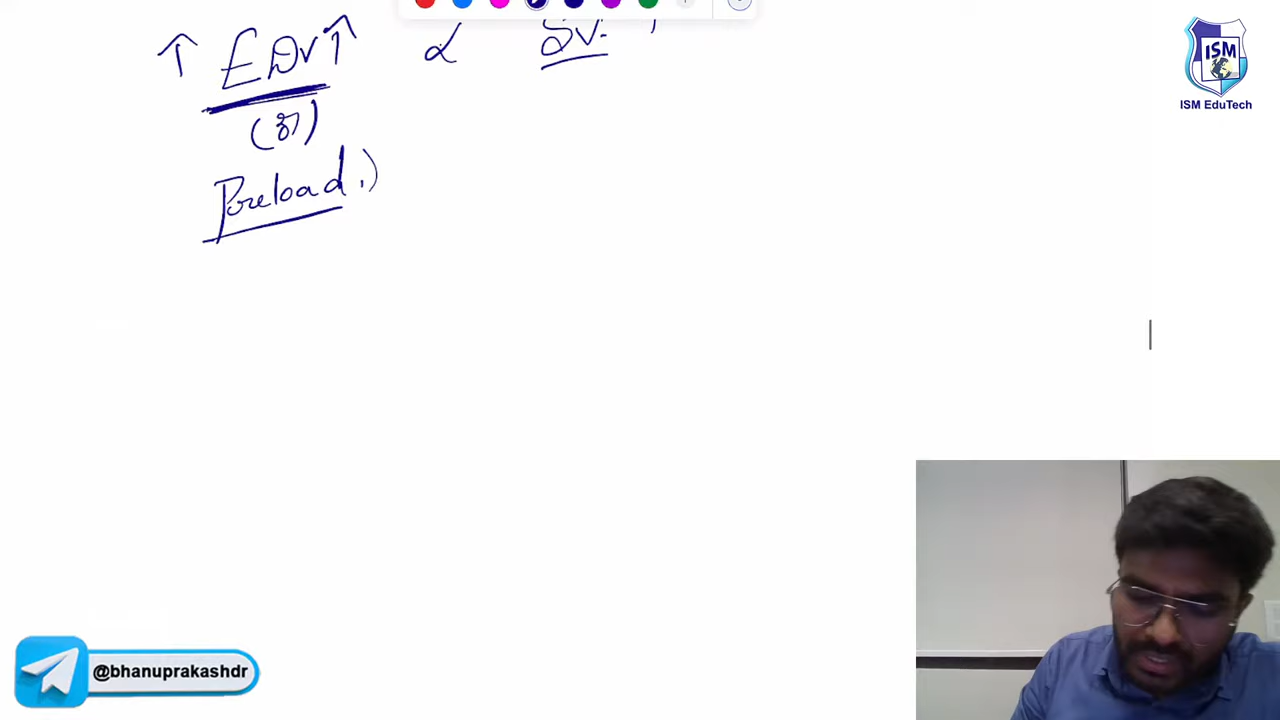 ↑ EDV ↑ ∝ SV.
(or)
Preload.)
ISM
ISM EduTech
@bhanuprakashdr